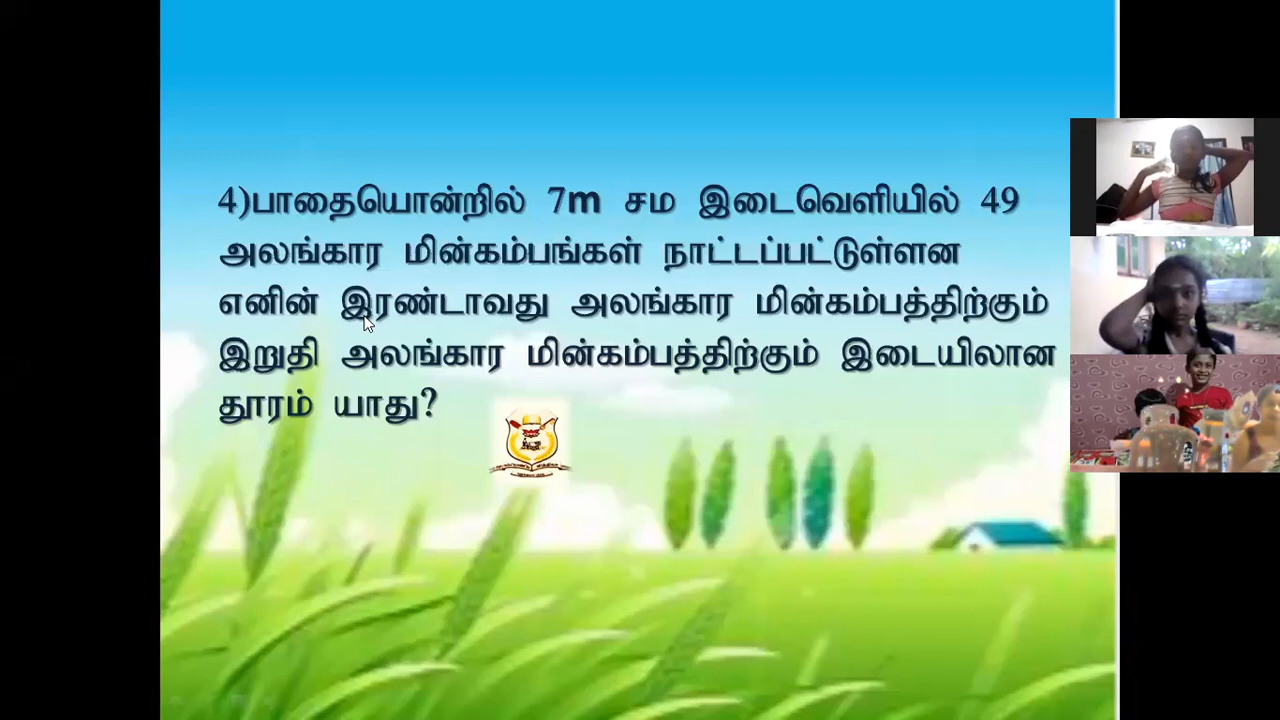 4)பாதையொன்றில் 7m சம இடைவெளியில் 49
அலங்கார மின்கம்பங்கள் நாட்டப்பட்டுள்ளன
எனின் இரண்டாவது அலங்கார மின்கம்பத்திற்கும்
இறுதி அலங்கார மின்கம்பத்திற்கும் இடையிலான
தூரம் யாது?